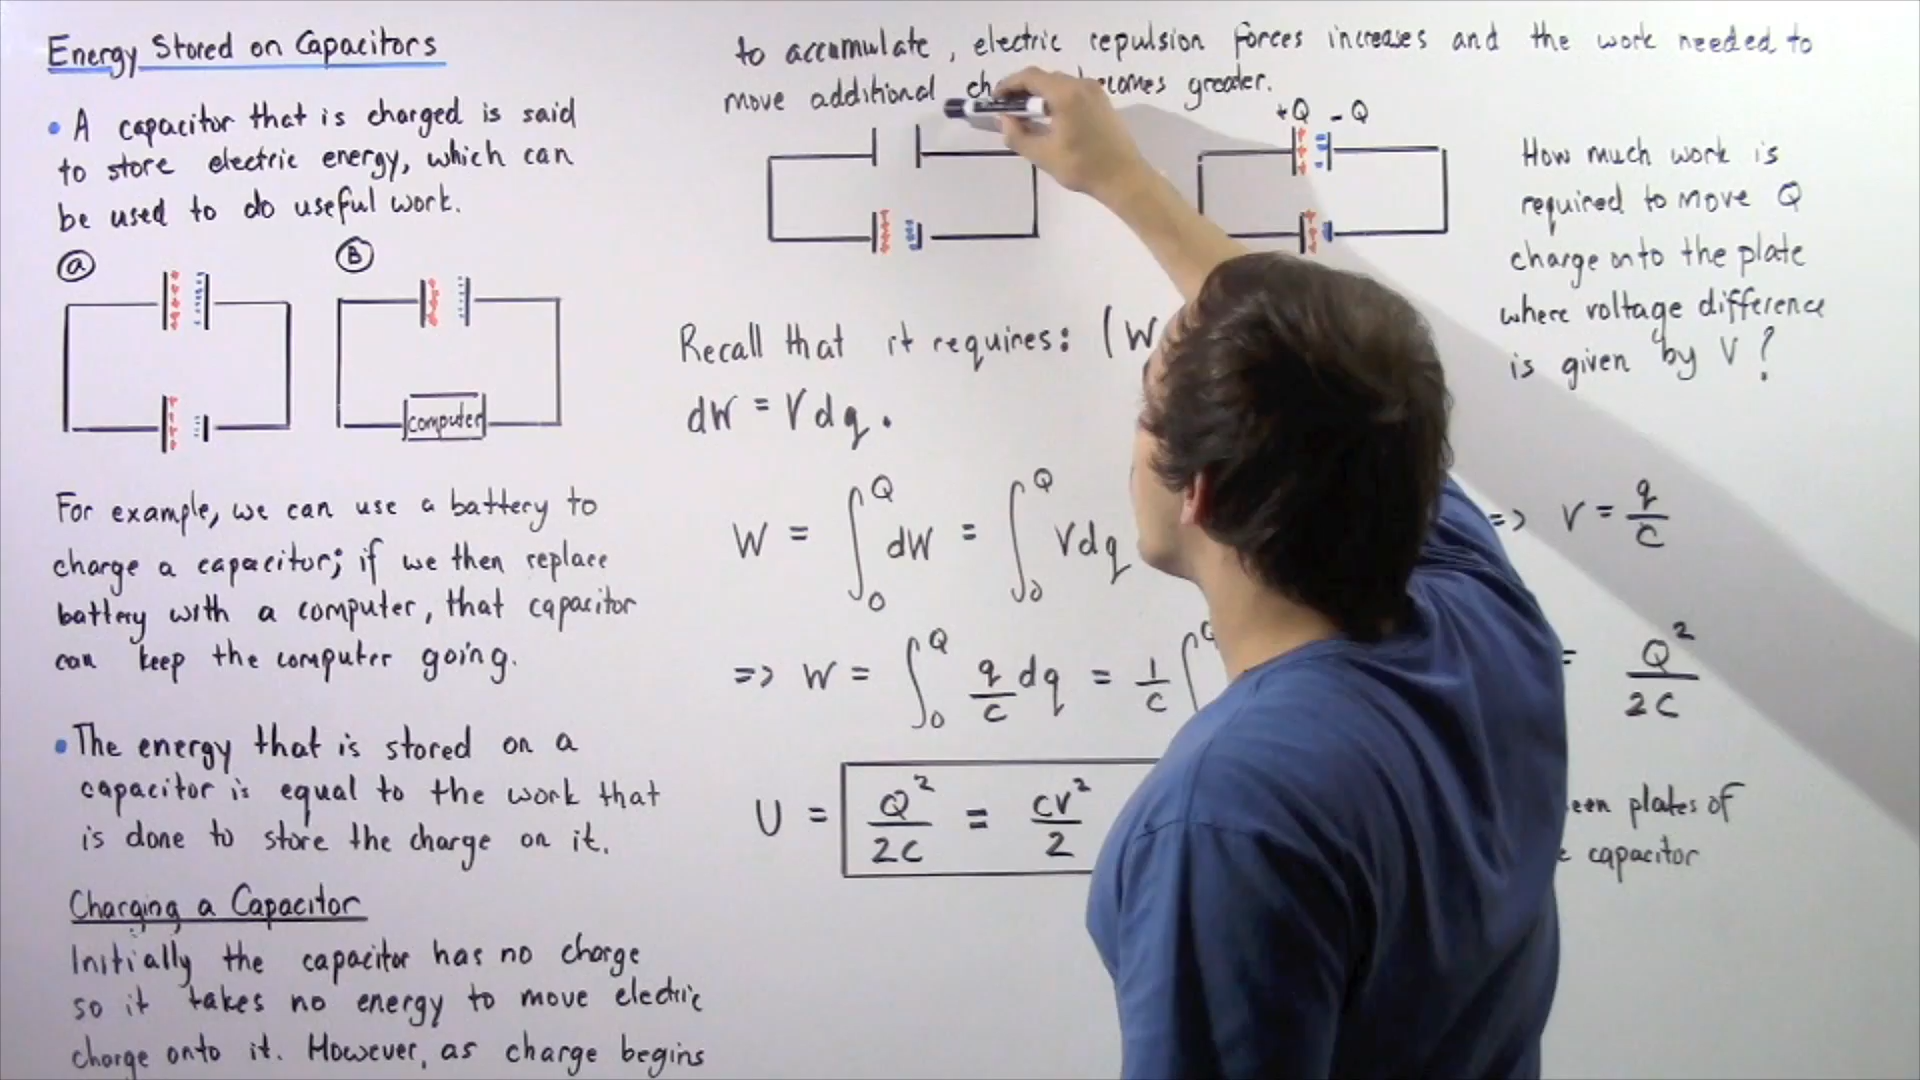 Energy Stored on Capacitors
• A capacitor that is charged is said
to store electric energy, which can
be used to do useful work.
a
B
computer
For example, we can use a battery to
charge a capacitor; if we then replace
battery with a computer, that capacitor
can keep the computer going.
• The energy that is stored on a
capacitor is equal to the work that
is done to store the charge on it.
Charging a Capacitor
Initially the capacitor has no charge
so it takes no energy to move electric
charge onto it. However, as charge begins
to accumulate, electric repulsion forces increases and the work needed to
move additional becomes greater.
+Q -Q
How much work is
required to move Q
charge onto the plate
where voltage difference
is given by V?
Recall that it requires: (W
dW = Vdq.
W = ∫₀^Q dW = ∫₀^Q Vdq => V = q/C
=> W = ∫₀^Q q/C dq = 1/C ∫ = Q²/2C
U = Q²/2C = CV²/2
plates of
capacitor